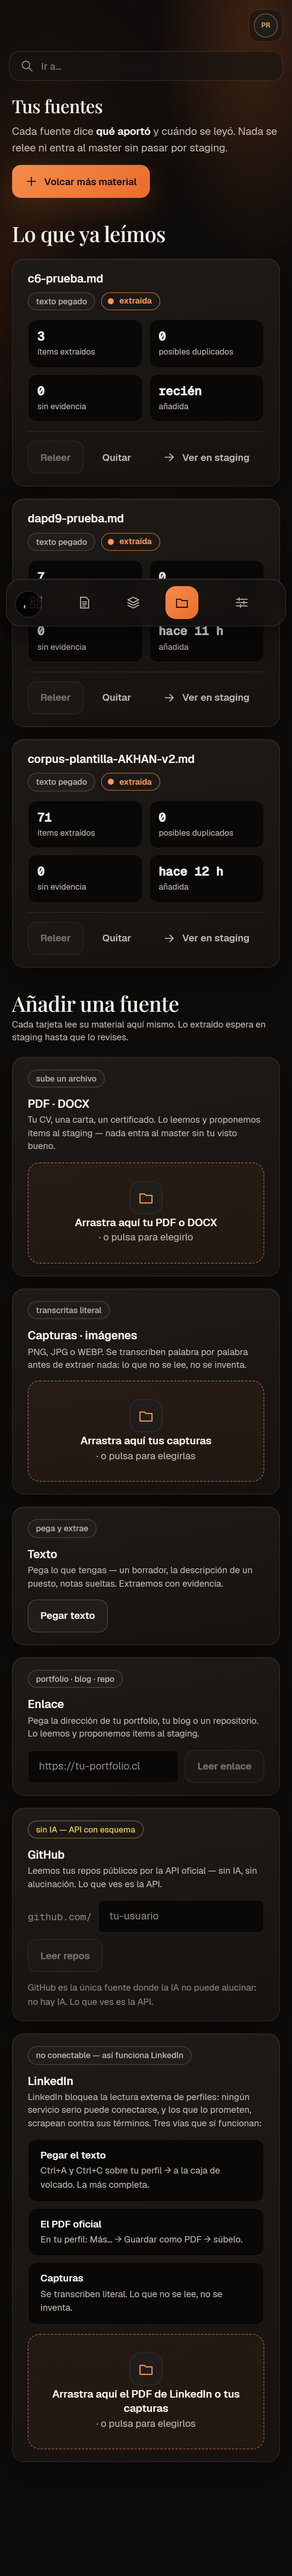 PR
Ir a...
Tus fuentes
Cada fuente dice qué aportó y cuándo se leyó. Nada se
relee ni entra al master sin pasar por staging.
+ Volcar más material
Lo que ya leímos
c6-prueba.md
texto pegado
extraída
3
ítems extraídos
0
posibles duplicados
0
sin evidencia
recién
añadida
Releer
Quitar
→ Ver en staging
dapd9-prueba.md
texto pegado
extraída
7
0
0
sin evidencia
hace 11 h
añadida
Releer
Quitar
→ Ver en staging
corpus-plantilla-AKHAN-v2.md
texto pegado
extraída
71
ítems extraídos
0
posibles duplicados
0
sin evidencia
hace 12 h
añadida
Releer
Quitar
→ Ver en staging
Añadir una fuente
Cada tarjeta lee su material aquí mismo. Lo extraído espera en
staging hasta que lo revises.
sube un archivo
PDF · DOCX
Tu CV, una carta, un certificado. Lo leemos y proponemos
items al staging — nada entra al master sin tu visto
bueno.
Arrastra aquí tu PDF o DOCX
· o pulsa para elegirlo
transcritas literal
Capturas · imágenes
PNG, JPG o WEBP. Se transcriben palabra por palabra
antes de extraer nada: lo que no se lee, no se inventa.
Arrastra aquí tus capturas
· o pulsa para elegirlas
pega y extrae
Texto
Pega lo que tengas — un borrador, la descripción de un
puesto, notas sueltas. Extraemos con evidencia.
Pegar texto
portfolio · blog · repo
Enlace
Pega la dirección de tu portfolio, tu blog o un repositorio.
Lo leemos y proponemos items al staging.
https://tu-portfolio.cl
Leer enlace
sin IA — API con esquema
GitHub
Leemos tus repos públicos por la API oficial — sin IA, sin
alucinación. Lo que ves es la API.
github.com/
tu-usuario
Leer repos
GitHub es la única fuente donde la IA no puede alucinar:
no hay IA. Lo que ves es la API.
no conectable — así funciona LinkedIn
LinkedIn
LinkedIn bloquea la lectura externa de perfiles: ningún
servicio serio puede conectarse, y los que lo prometen,
scrapean contra sus términos. Tres vías que sí funcionan:
Pegar el texto
Ctrl+A y Ctrl+C sobre tu perfil → a la caja de
volcado. La más completa.
El PDF oficial
En tu perfil: Más... → Guardar como PDF → súbelo.
Capturas
Se transcriben literal. Lo que no se lee, no se
inventa.
Arrastra aquí el PDF de LinkedIn o tus
capturas
· o pulsa para elegirlos